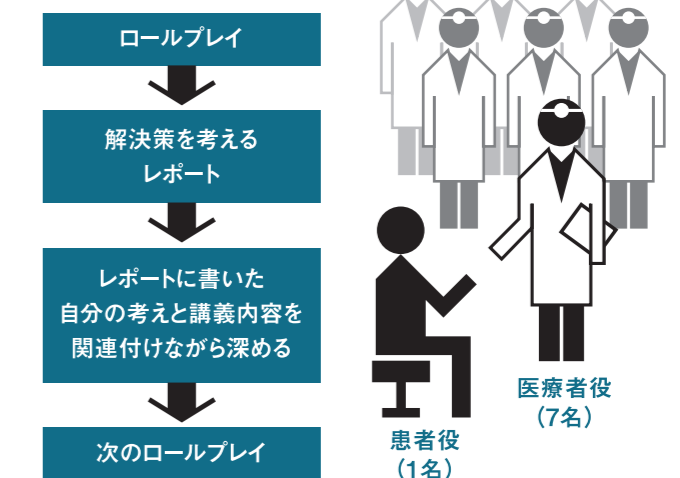 ロールプレイ
解決策を考える
レポート
レポートに書いた
自分の考えと講義内容を
関連付けながら深める
次のロールプレイ
医療者役
（7名）
患者役
（1名）